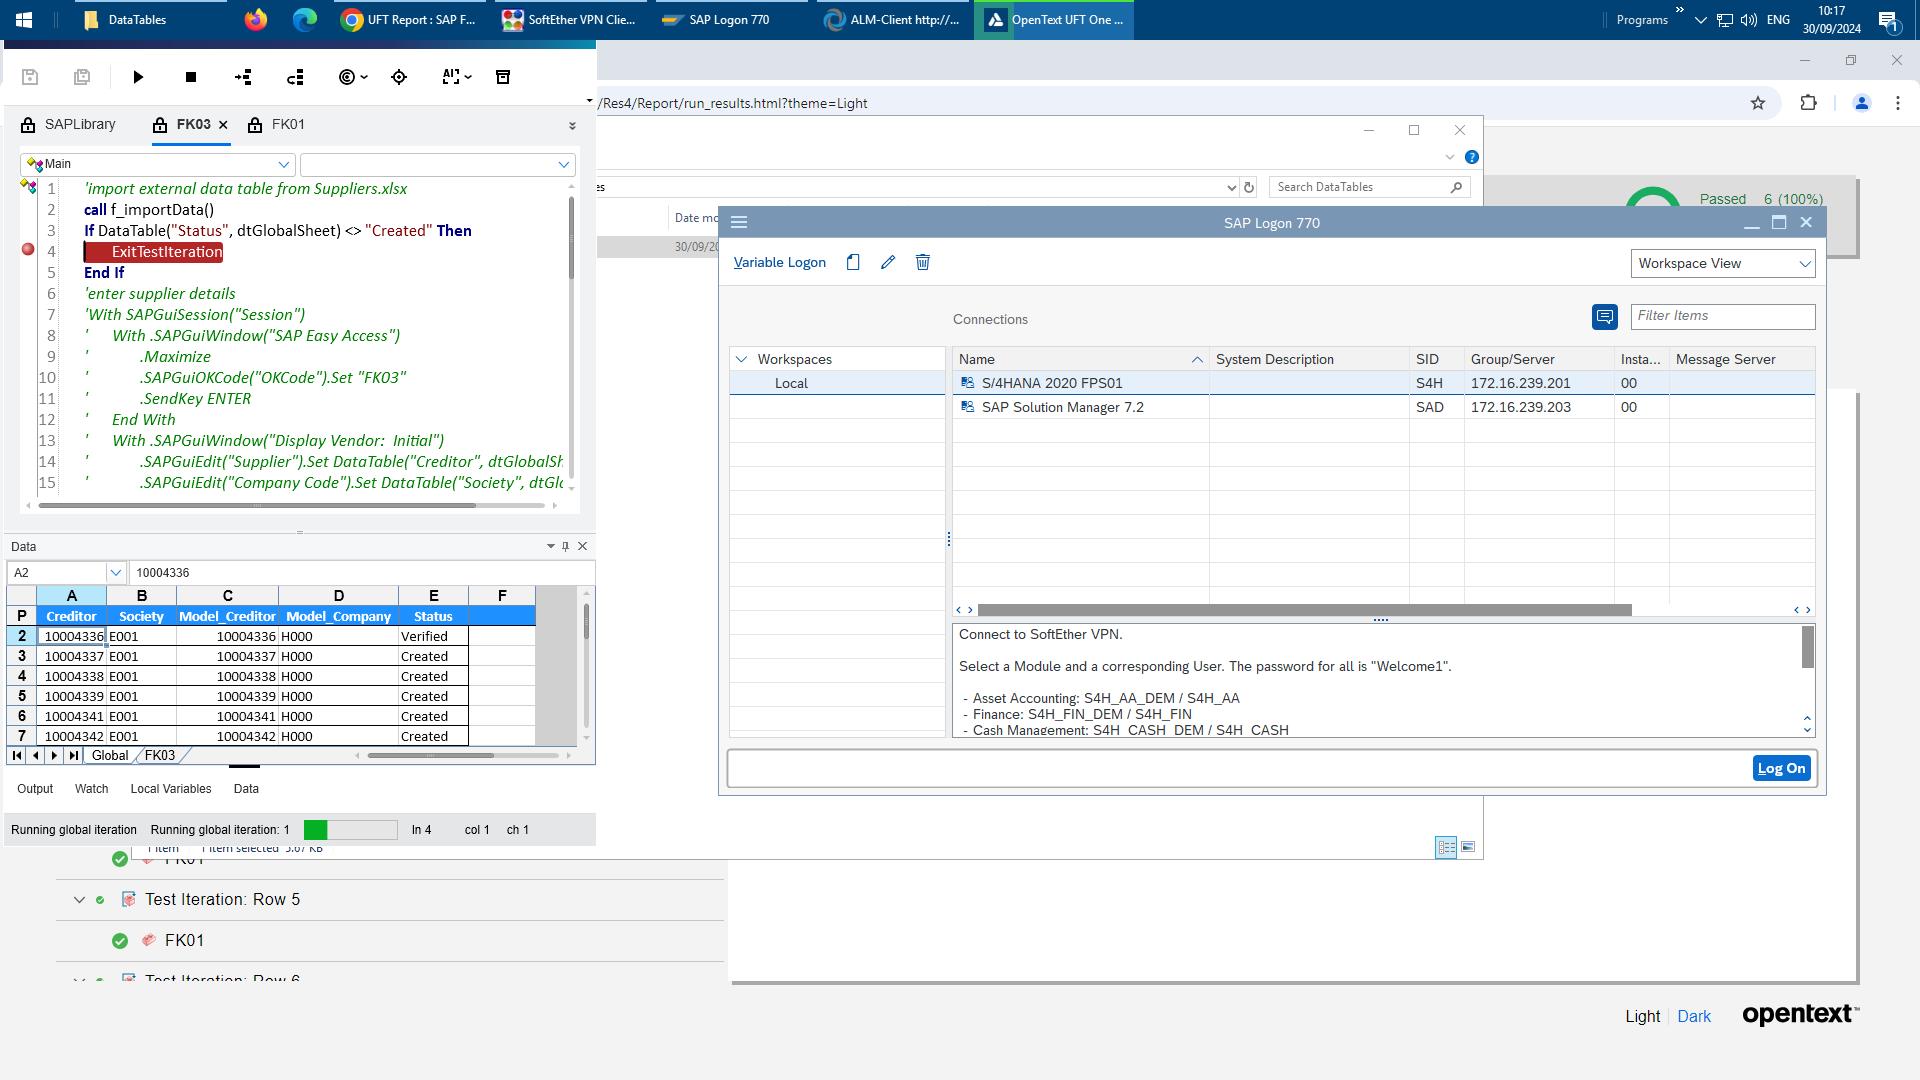 DataTables
UFT Report : SAP F...
SoftEther VPN Clie...
SAP Logon 770
ALM-Client http://...
OpenText UFT One ...
Programs
ENG
10:17
30/09/2024
1
/Res4/Report/run_results.html?theme=Light
SAPLibrary
FK03
FK01
Main
1 'import external data table from Suppliers.xlsx
2 call f_importData()
3 If DataTable("Status", dtGlobalSheet) <> "Created" Then
4 ExitTestIteration
5 End If
6 'enter supplier details
7 'With SAPGuiSession("Session")
8 ' With .SAPGuiWindow("SAP Easy Access")
9 ' .Maximize
10 ' .SAPGuiOKCode("OKCode").Set "FK03"
11 ' .SendKey ENTER
12 ' End With
13 ' With .SAPGuiWindow("Display Vendor: Initial")
14 ' .SAPGuiEdit("Supplier").Set DataTable("Creditor", dtGlobalSh
15 ' .SAPGuiEdit("Company Code").Set DataTable("Society", dtGlo
Search DataTables
Date mo
30/09/20
Passed 6 (100%)
SAP Logon 770
Variable Logon
Workspace View
Connections
Filter Items
Workspaces
Local
Name System Description SID Group/Server Insta... Message Server
S/4HANA 2020 FPS01 S4H 172.16.239.201 00
SAP Solution Manager 7.2 SAD 172.16.239.203 00
Connect to SoftEther VPN.
Select a Module and a corresponding User. The password for all is "Welcome1".
- Asset Accounting: S4H_AA_DEM / S4H_AA
- Finance: S4H_FIN_DEM / S4H_FIN
- Cash Management: S4H_CASH_DEM / S4H_CASH
Log On
Data
A2 10004336
A B C D E F
P Creditor Society Model_Creditor Model_Company Status
2 10004336 E001 10004336 H000 Verified
3 10004337 E001 10004337 H000 Created
4 10004338 E001 10004338 H000 Created
5 10004339 E001 10004339 H000 Created
6 10004341 E001 10004341 H000 Created
7 10004342 E001 10004342 H000 Created
Global FK03
Output Watch Local Variables Data
Running global iteration Running global iteration: 1 ln 4 col 1 ch 1
1 item 1 item selected 5.67 KB
FK01
Test Iteration: Row 5
FK01
Test Iteration: Row 6
Light Dark
opentext™